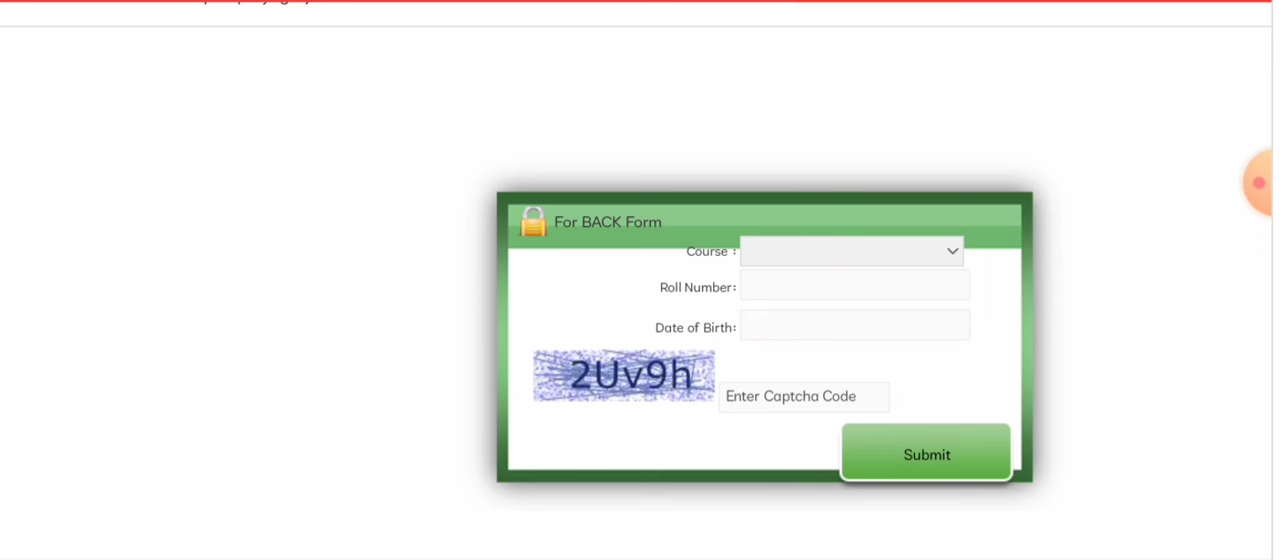 For BACK Form
Course :
Roll Number:
Date of Birth:
2Uv9h
Enter Captcha Code
Submit